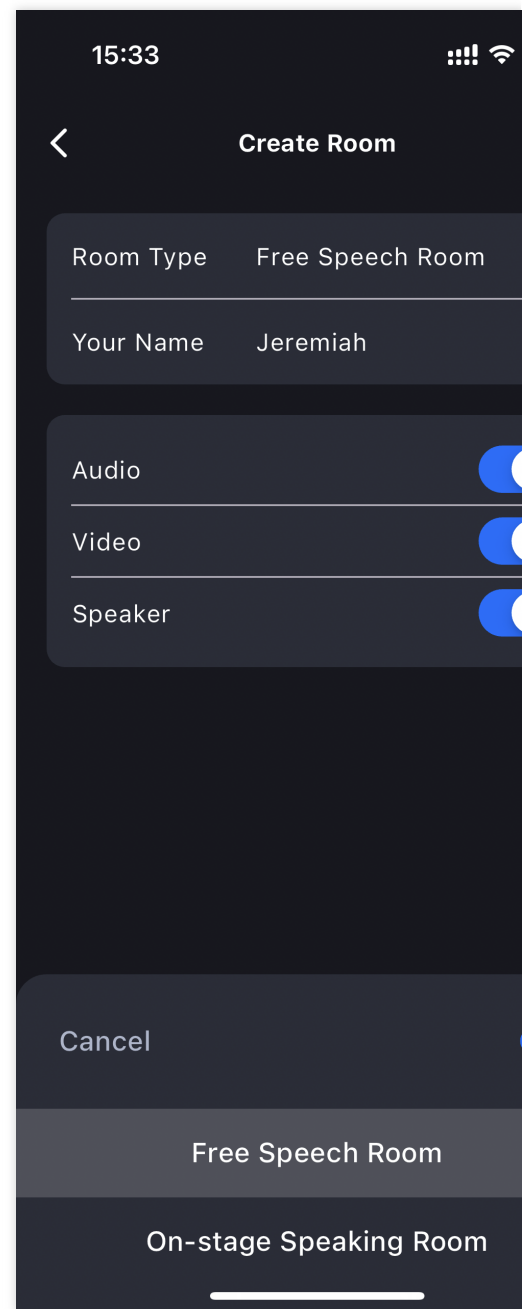 15:33
Create Room
Room Type Free Speech Room
Your Name Jeremiah
Audio
Video
Speaker
Cancel
Free Speech Room
On-stage Speaking Room